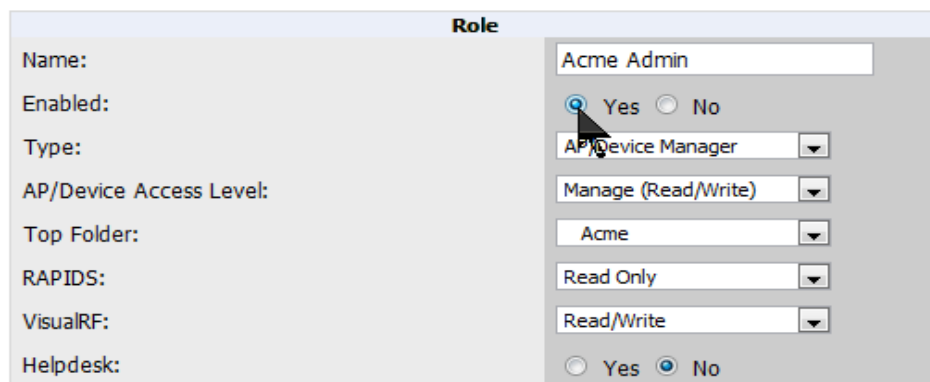 Role
Name: Acme Admin
Enabled: Yes No
Type: AP/Device Manager
AP/Device Access Level: Manage (Read/Write)
Top Folder: Acme
RAPIDS: Read Only
VisualRF: Read/Write
Helpdesk: Yes No